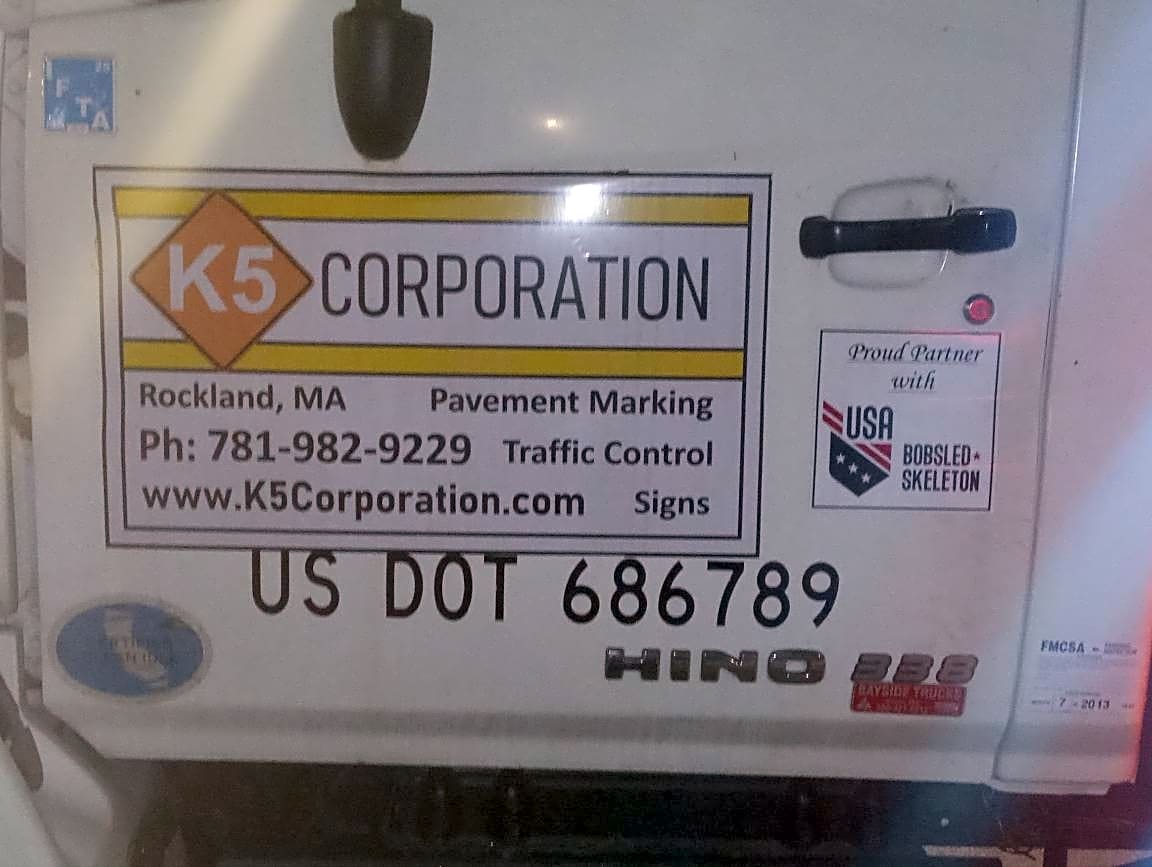 25
F
T
A
K5 CORPORATION
Rockland, MA Pavement Marking
Ph: 781-982-9229 Traffic Control
www.K5Corporation.com Signs
Proud Partner
with
USA
BOBSLED
SKELETON
US DOT 686789
HINO 338
BAYSIDE TRUCKS
FMCSA -
7 - 2013